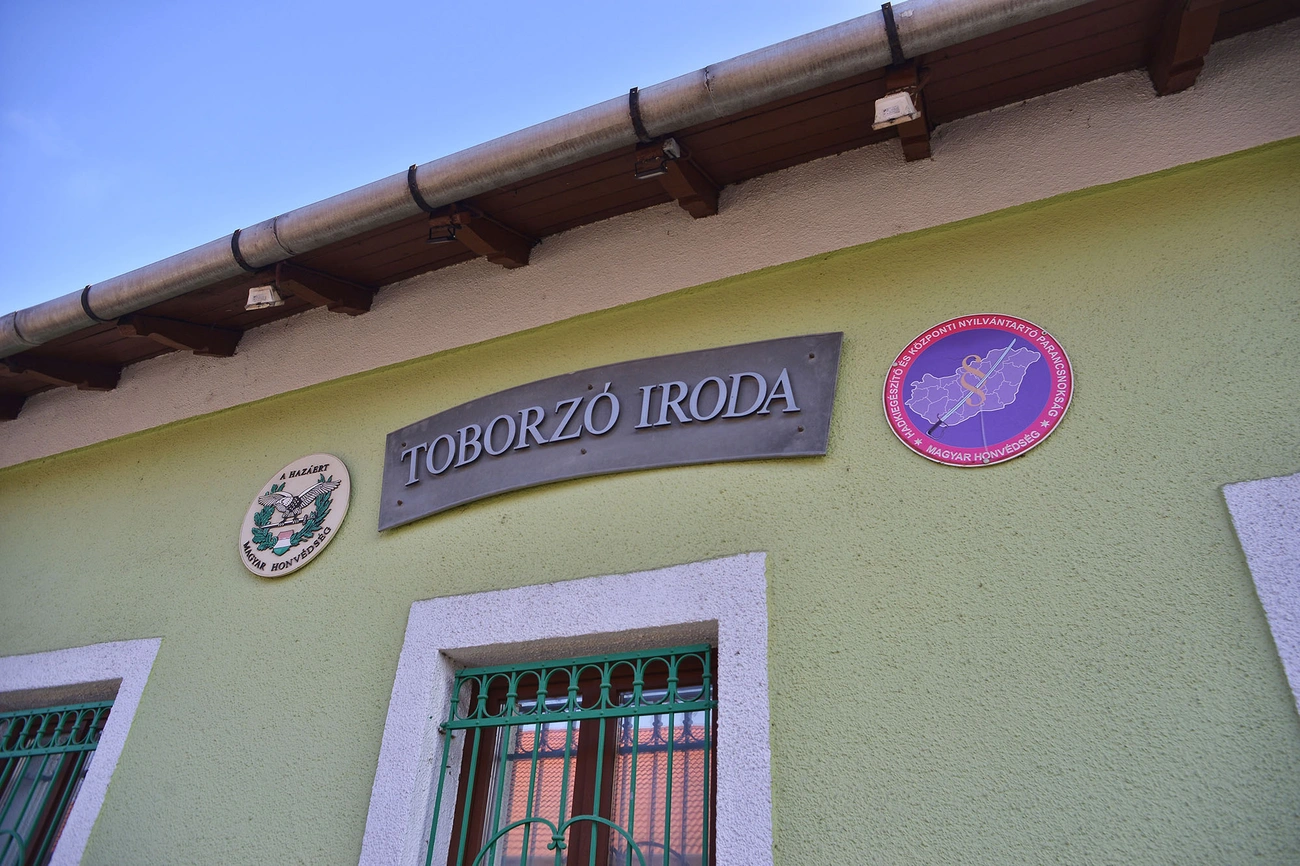 A HAZÁÉRT
MAGYAR HONVÉDSÉG
TOBORZÓ IRODA
HADKIEGÉSZÍTŐ ÉS KÖZPONTI NYILVÁNTARTÓ PARANCSNOKSÁG
MAGYAR HONVÉDSÉG